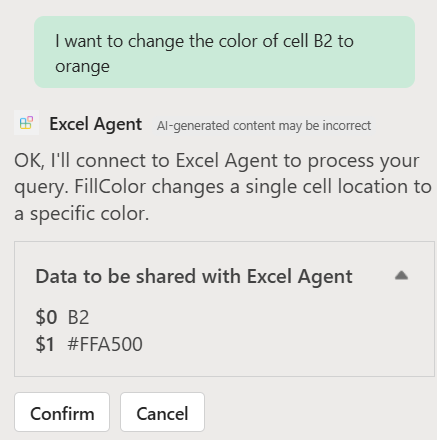 I want to change the color of cell B2 to
orange
Excel Agent AI-generated content may be incorrect
OK, I'll connect to Excel Agent to process your
query. FillColor changes a single cell location to
a specific color.
Data to be shared with Excel Agent
$0 B2
$1 #FFA500
Confirm Cancel